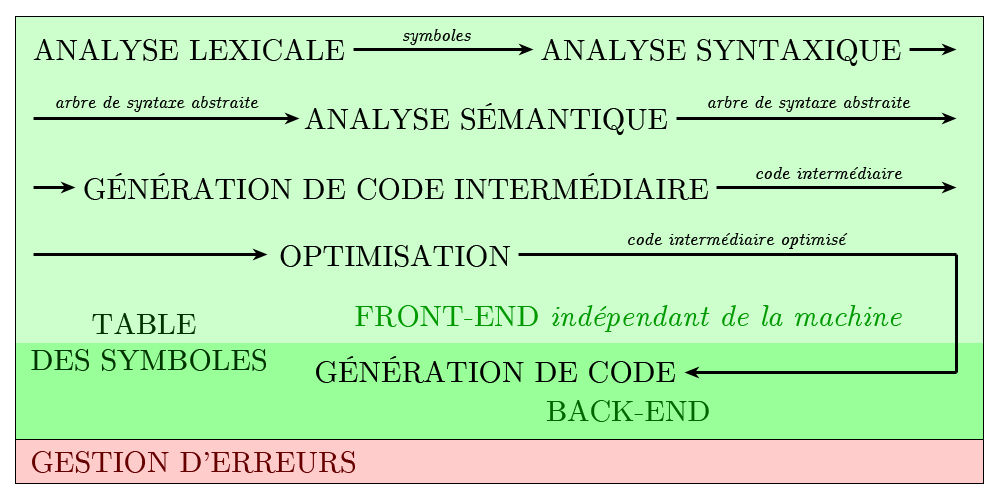 symboles
ANALYSE LEXICALE ANALYSE SYNTAXIQUE
arbre de syntaxe abstraite arbre de syntaxe abstraite
ANALYSE SÉMANTIQUE
code intermédiaire
GÉNÉRATION DE CODE INTERMÉDIAIRE
code intermédiaire optimisé
OPTIMISATION
FRONT-END indépendant de la machine
TABLE
DES SYMBOLES
GÉNÉRATION DE CODE
BACK-END
GESTION D'ERREURS